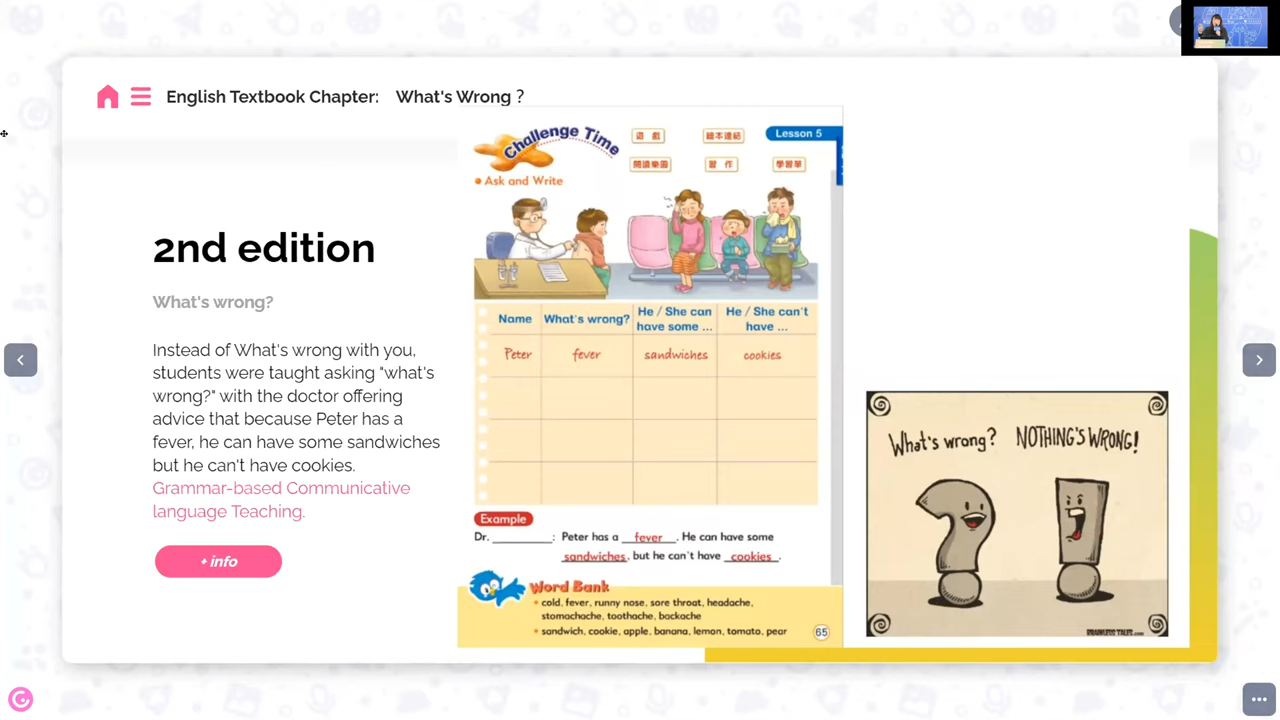 English Textbook Chapter: What's Wrong ?
2nd edition
What's wrong?
Instead of What's wrong with you,
students were taught asking "what's
wrong?" with the doctor offering
advice that because Peter has a
fever, he can have some sandwiches
but he can't have cookies.
Grammar-based Communicative
language Teaching.
+ info
Challenge Time
遊 戲
繪本連結
Lesson 5
閱讀樂園
習 作
學習單
Ask and Write
Name What's wrong? He / She can have some ... He / She can't have ...
Peter fever sandwiches cookies
Example
Dr. __________: Peter has a fever. He can have some
sandwiches, but he can't have cookies.
Word Bank
cold, fever, runny nose, sore throat, headache,
stomachache, toothache, backache
sandwich, cookie, apple, banana, lemon, tomato, pear
65
What's wrong? NOTHING'S WRONG!
BRAINLESS TALES.com